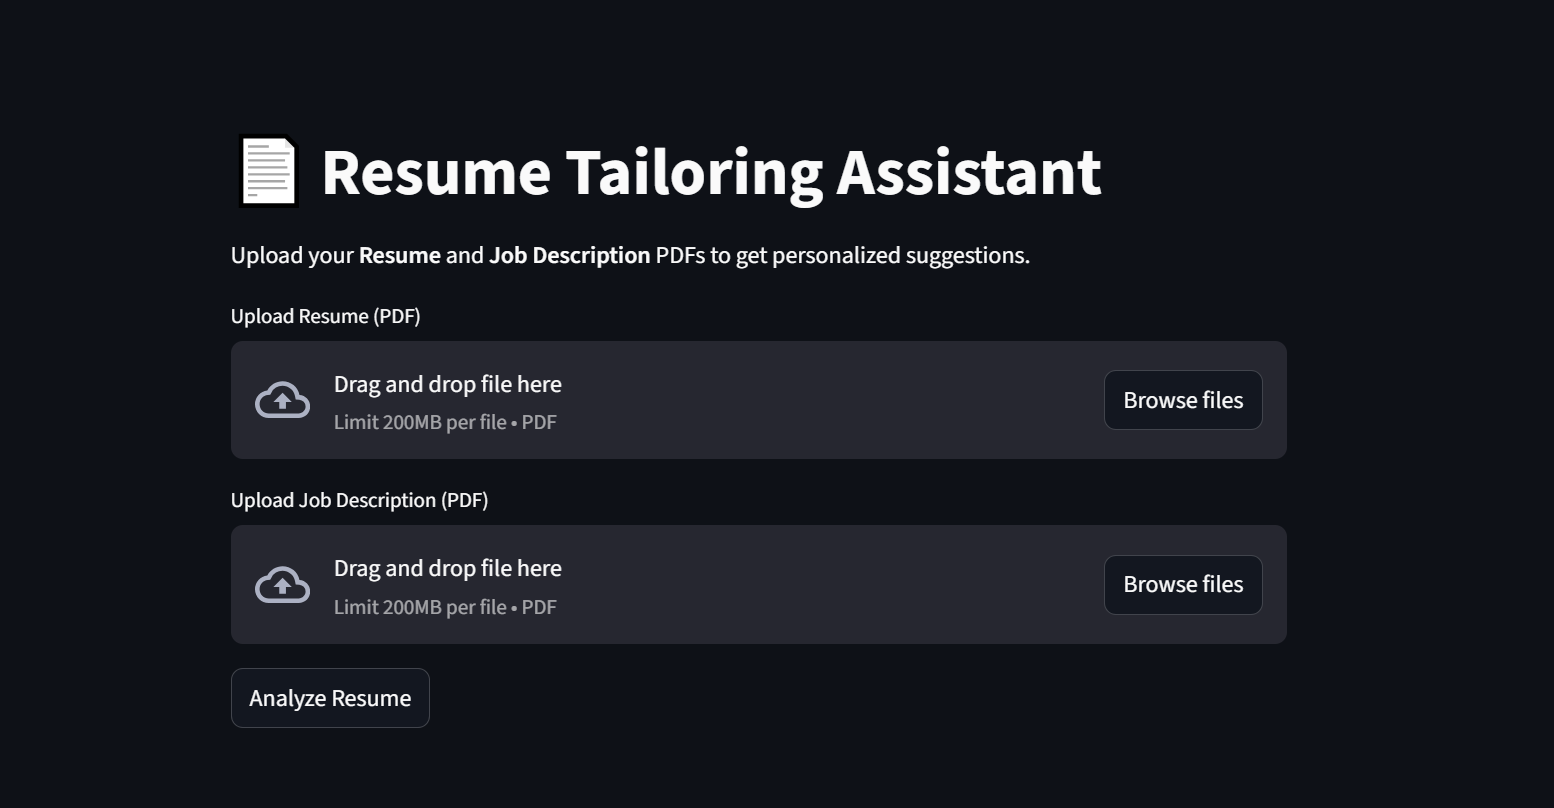 Resume Tailoring Assistant
Upload your Resume and Job Description PDFs to get personalized suggestions.
Upload Resume (PDF)
Drag and drop file here
Limit 200MB per file • PDF
Browse files
Upload Job Description (PDF)
Drag and drop file here
Limit 200MB per file • PDF
Browse files
Analyze Resume